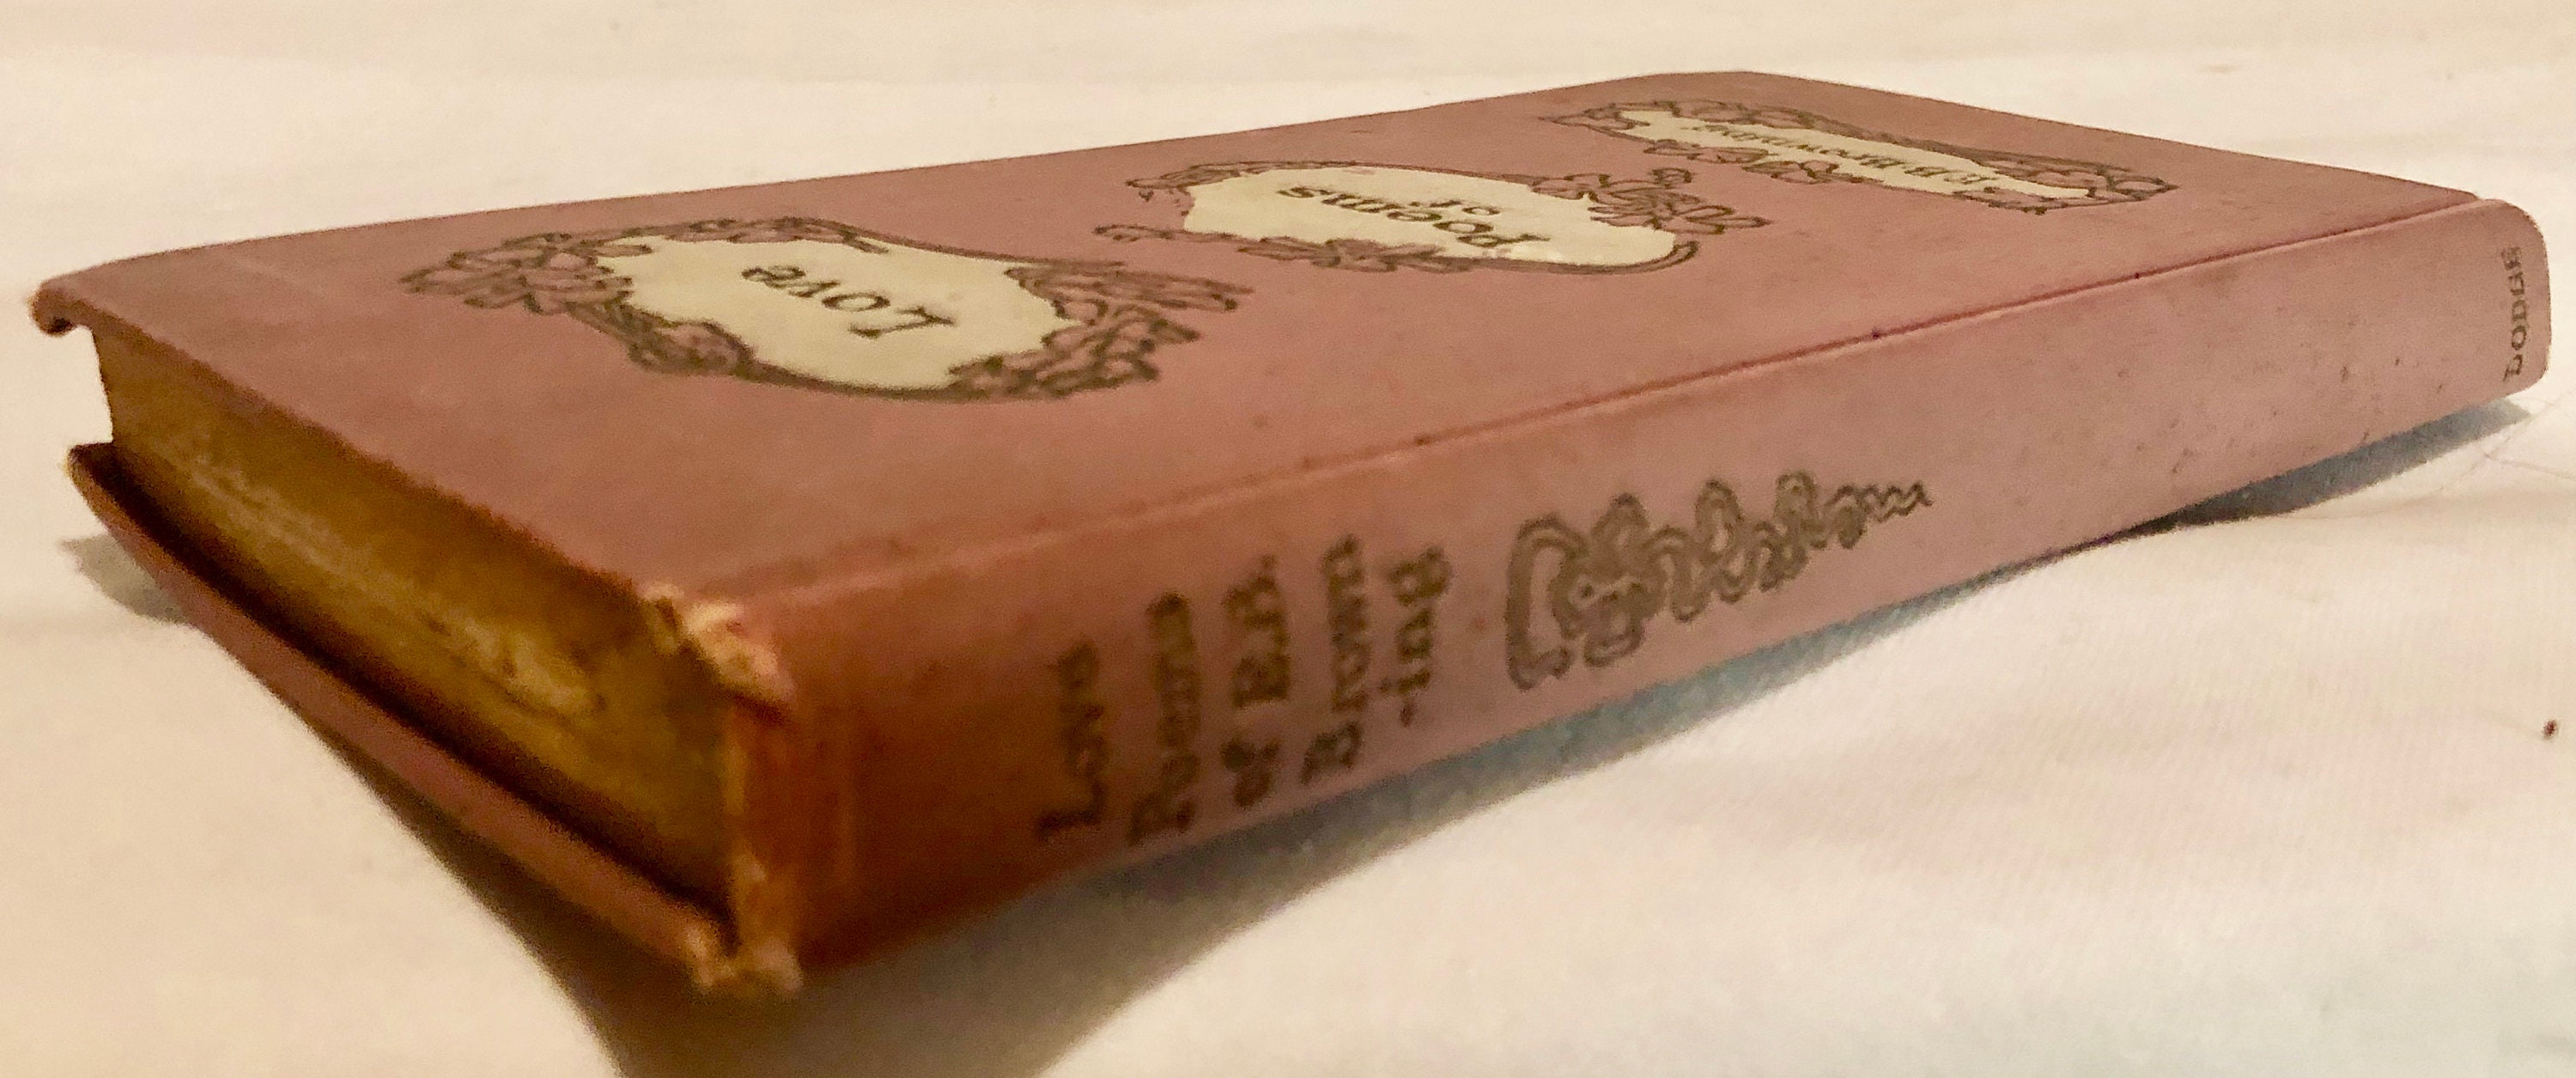 Love
Poems
of
E·B·Browning
Love
Poems
of E.B.
Brown
-ing
DODGE